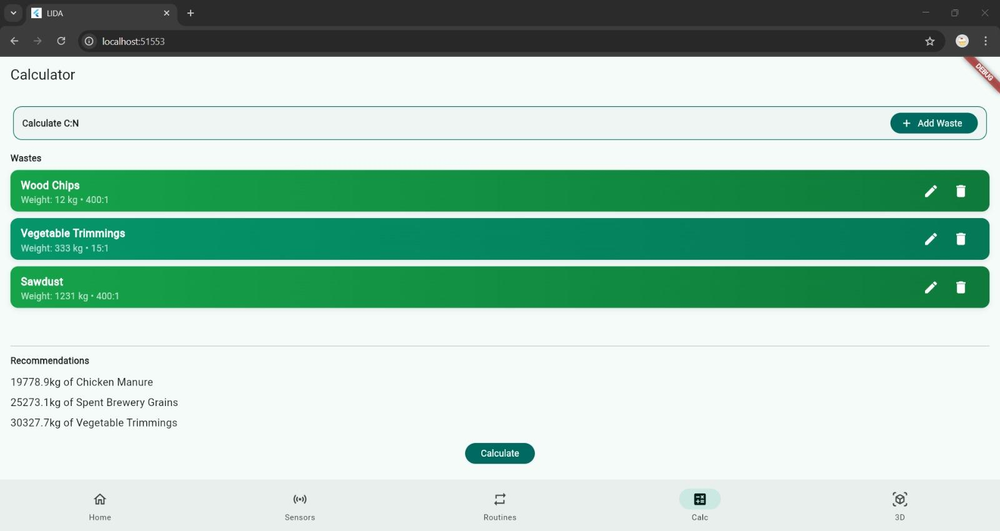 LIDA
localhost:51553
DEBUG
Calculator
Calculate C:N
+ Add Waste
Wastes
Wood Chips
Weight: 12 kg • 400:1
Vegetable Trimmings
Weight: 333 kg • 15:1
Sawdust
Weight: 1231 kg • 400:1
Recommendations
19778.9kg of Chicken Manure
25273.1kg of Spent Brewery Grains
30327.7kg of Vegetable Trimmings
Calculate
Home
Sensors
Routines
Calc
3D